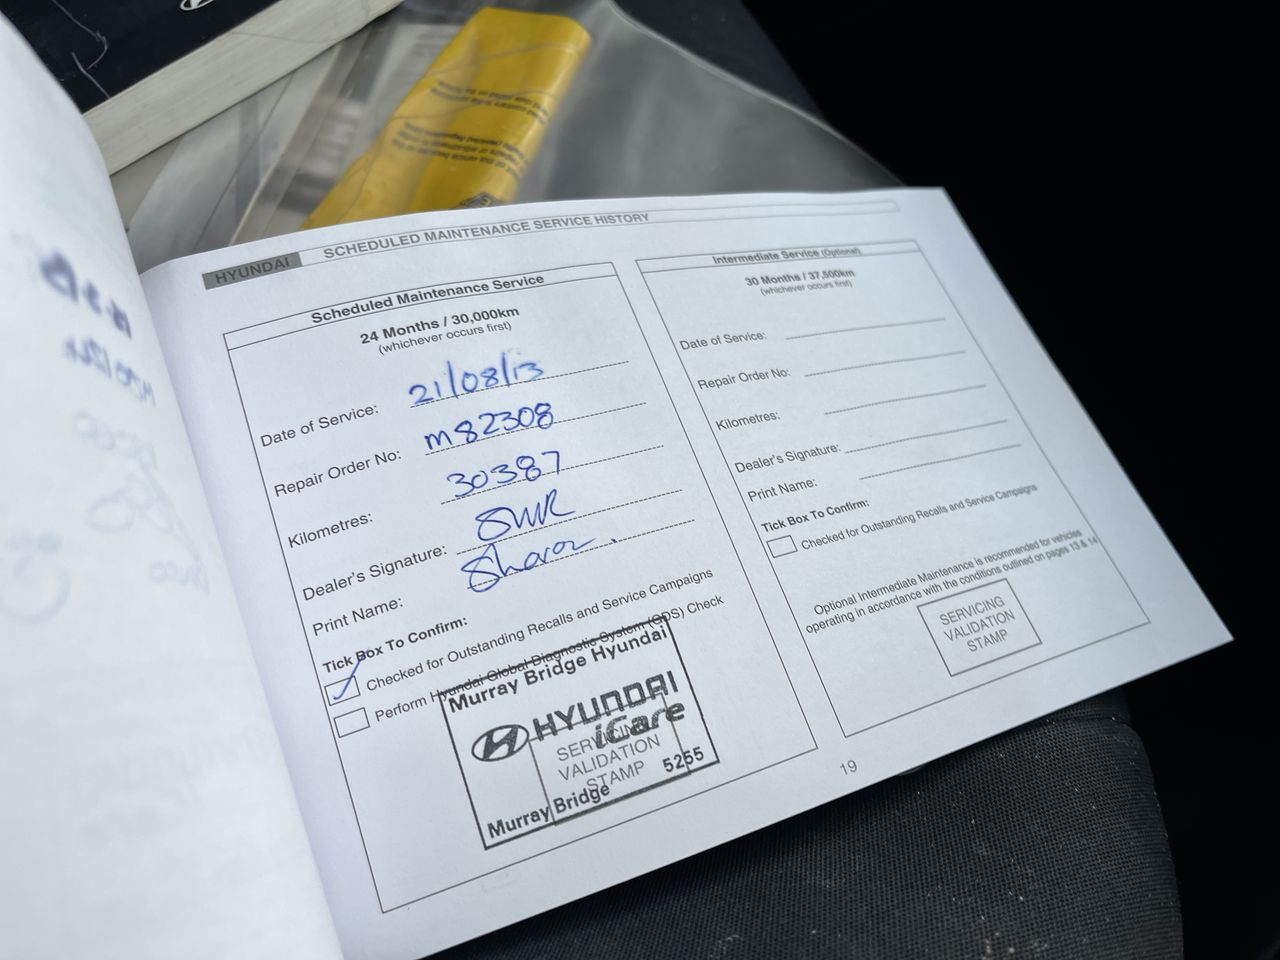 HYUNDAI
SCHEDULED MAINTENANCE SERVICE HISTORY
Scheduled Maintenance Service
24 Months / 30,000km
(whichever occurs first)
Date of Service: 21/08/13
Repair Order No: M82308
Kilometres: 30387
Dealer's Signature:
Print Name:
Tick Box To Confirm:
Checked for Outstanding Recalls and Service Campaigns
Perform Hyundai Global Diagnostic System (GDS) Check
Murray Bridge Hyundai
HYUNDAI
iCare
SERVICING
VALIDATION
STAMP
5255
Murray Bridge
Intermediate Service (Optional)
30 Months / 37,500km
(whichever occurs first)
Date of Service:
Repair Order No:
Kilometres:
Dealer's Signature:
Print Name:
Tick Box To Confirm:
Checked for Outstanding Recalls and Service Campaigns
Optional Intermediate Maintenance is recommended for vehicles
operating in accordance with the conditions outlined on pages 13 & 14
SERVICING
VALIDATION
STAMP
19